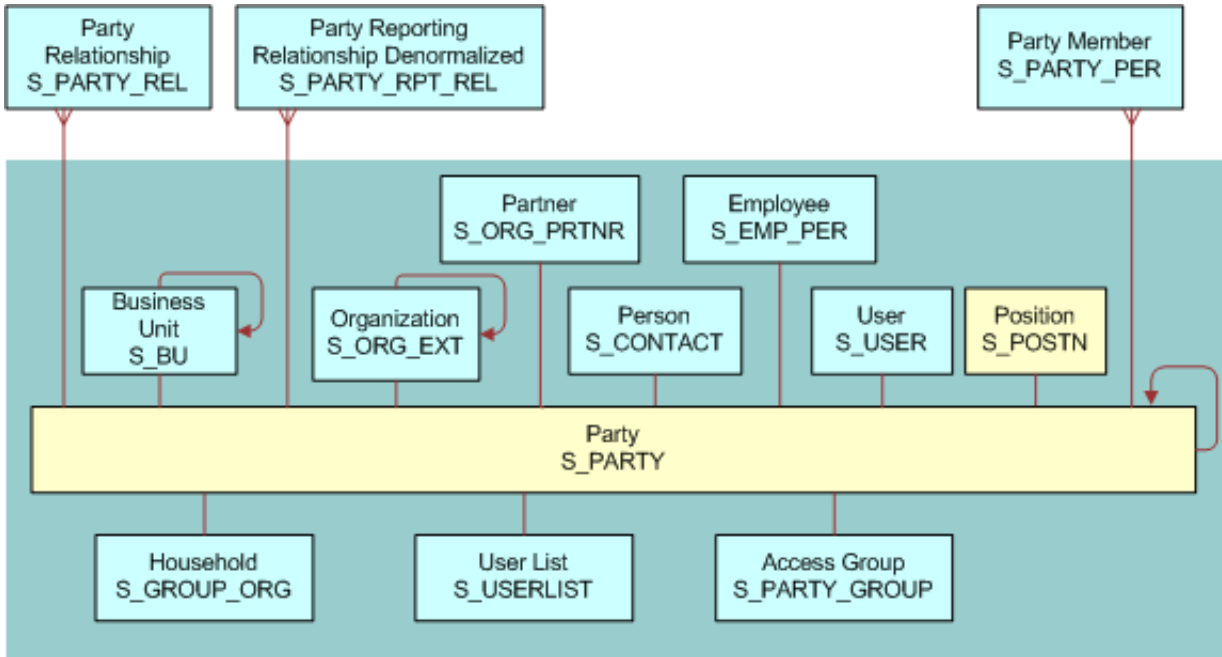 Party
Relationship
S_PARTY_REL
Party Reporting
Relationship Denormalized
S_PARTY_RPT_REL
Party Member
S_PARTY_PER
Partner
S_ORG_PRTNR
Employee
S_EMP_PER
Business
Unit
S_BU
Organization
S_ORG_EXT
Person
S_CONTACT
User
S_USER
Position
S_POSTN
Party
S_PARTY
Household
S_GROUP_ORG
User List
S_USERLIST
Access Group
S_PARTY_GROUP